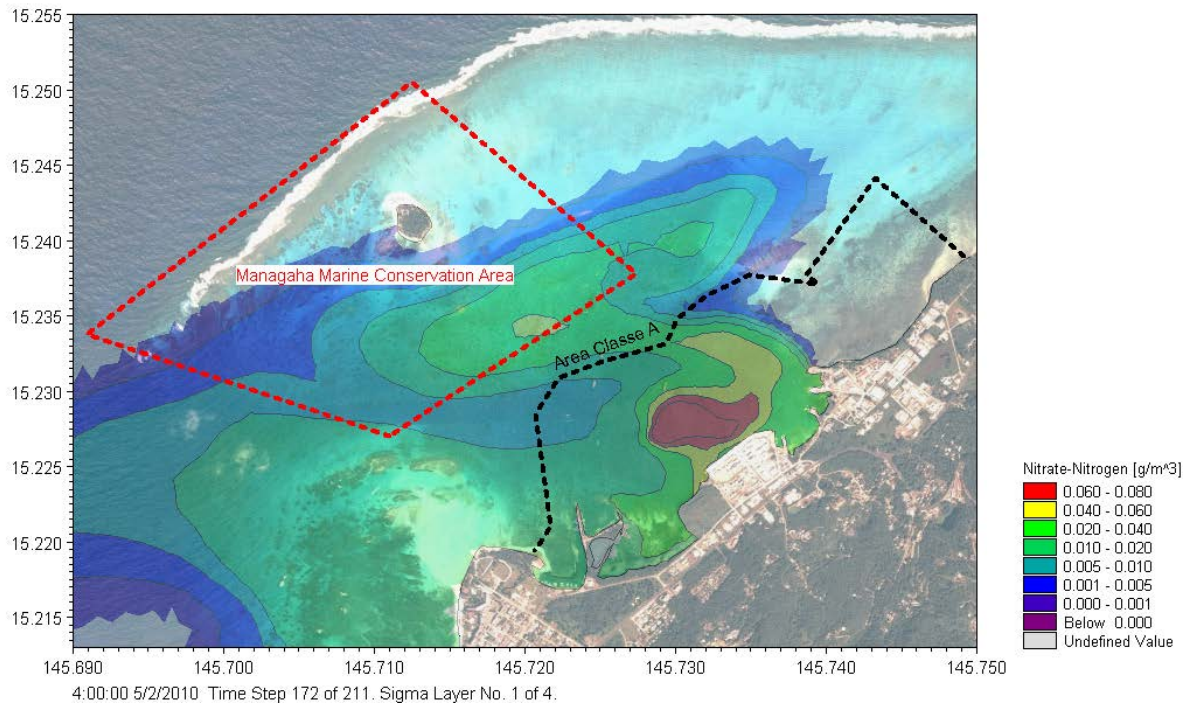 15.255
15.250
15.245
15.240
15.235
15.230
15.225
15.220
15.215
Managaha Marine Conservation Area
Area Classe A
145.690 145.700 145.710 145.720 145.730 145.740 145.750
4:00:00 5/2/2010 Time Step 172 of 211. Sigma Layer No. 1 of 4.
Nitrate-Nitrogen [g/m^3]
0.060 - 0.080
0.040 - 0.060
0.020 - 0.040
0.010 - 0.020
0.005 - 0.010
0.001 - 0.005
0.000 - 0.001
Below 0.000
Undefined Value